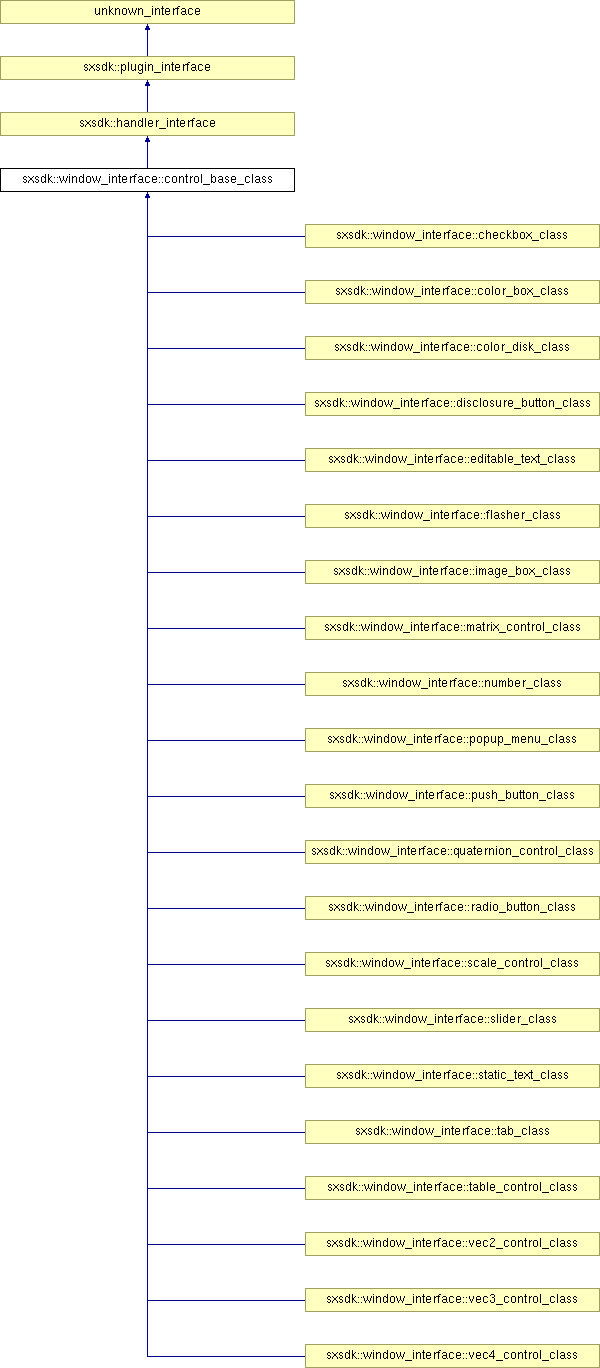 unknown_interface
sxsdk::plugin_interface
sxsdk::handler_interface
sxsdk::window_interface::control_base_class
sxsdk::window_interface::checkbox_class
sxsdk::window_interface::color_box_class
sxsdk::window_interface::color_disk_class
sxsdk::window_interface::disclosure_button_class
sxsdk::window_interface::editable_text_class
sxsdk::window_interface::flasher_class
sxsdk::window_interface::image_box_class
sxsdk::window_interface::matrix_control_class
sxsdk::window_interface::number_class
sxsdk::window_interface::popup_menu_class
sxsdk::window_interface::push_button_class
sxsdk::window_interface::quaternion_control_class
sxsdk::window_interface::radio_button_class
sxsdk::window_interface::scale_control_class
sxsdk::window_interface::slider_class
sxsdk::window_interface::static_text_class
sxsdk::window_interface::tab_class
sxsdk::window_interface::table_control_class
sxsdk::window_interface::vec2_control_class
sxsdk::window_interface::vec3_control_class
sxsdk::window_interface::vec4_control_class